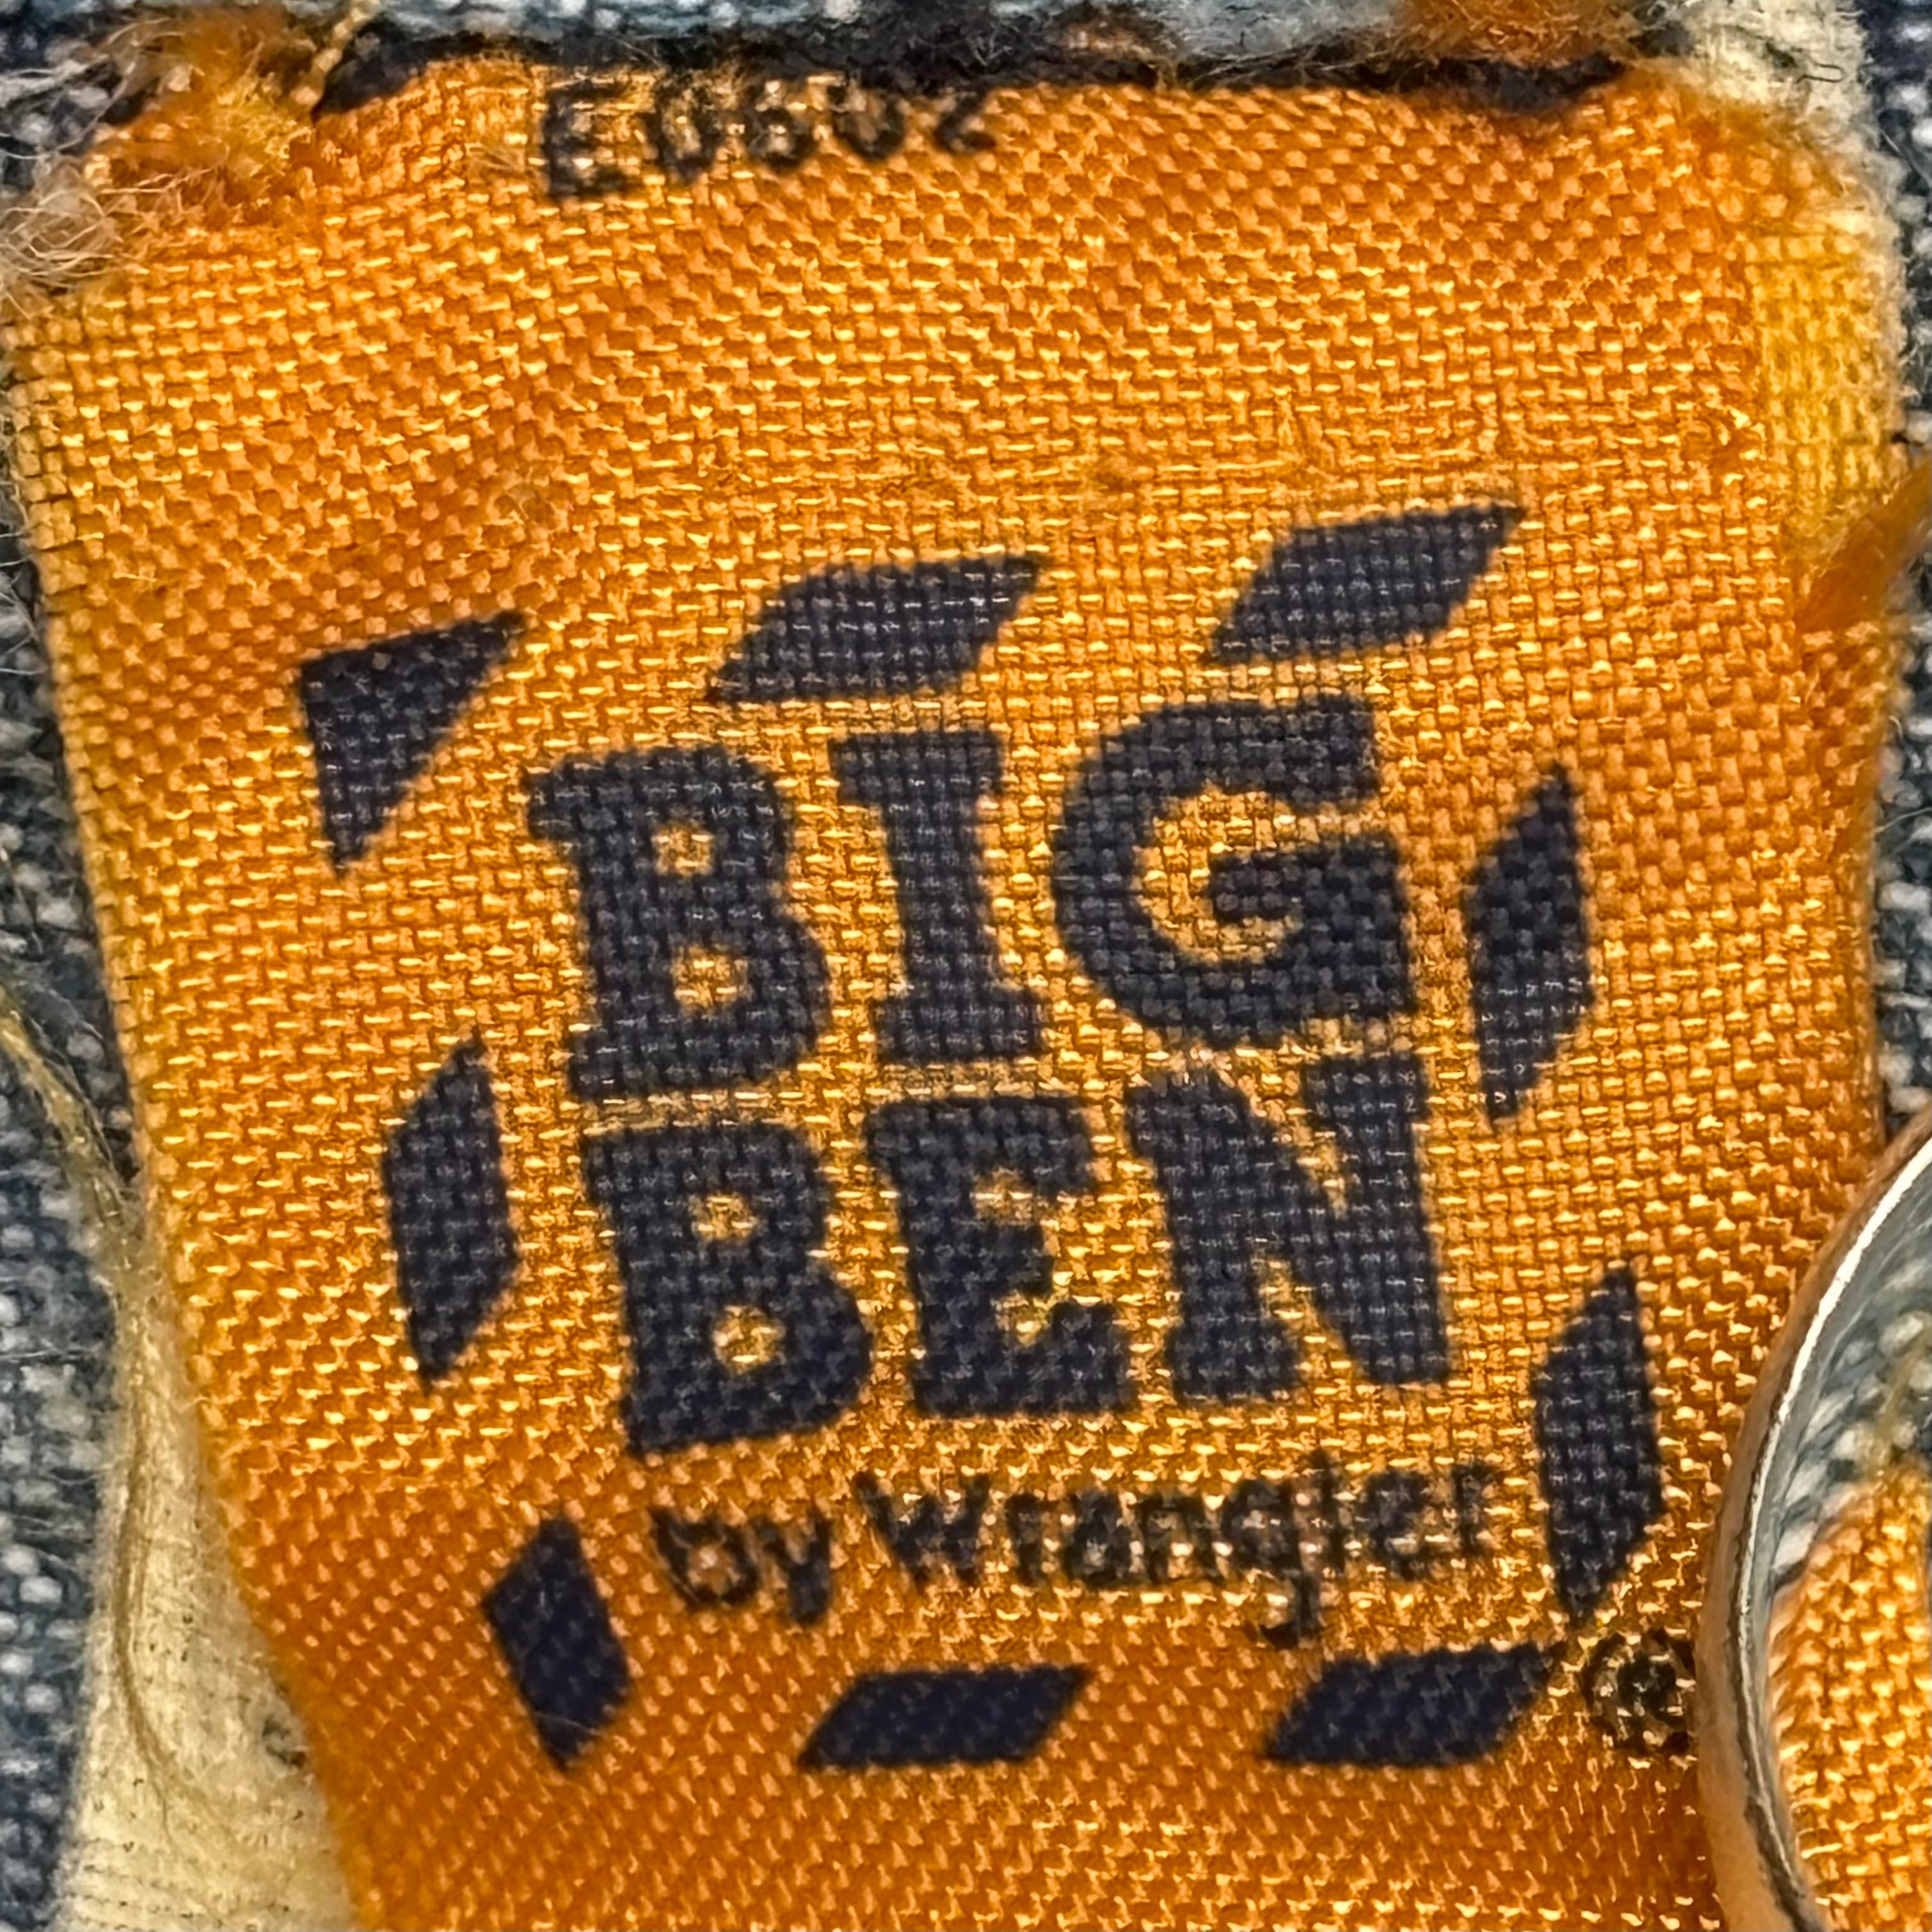 BIG
BEN
by Wrangler
®